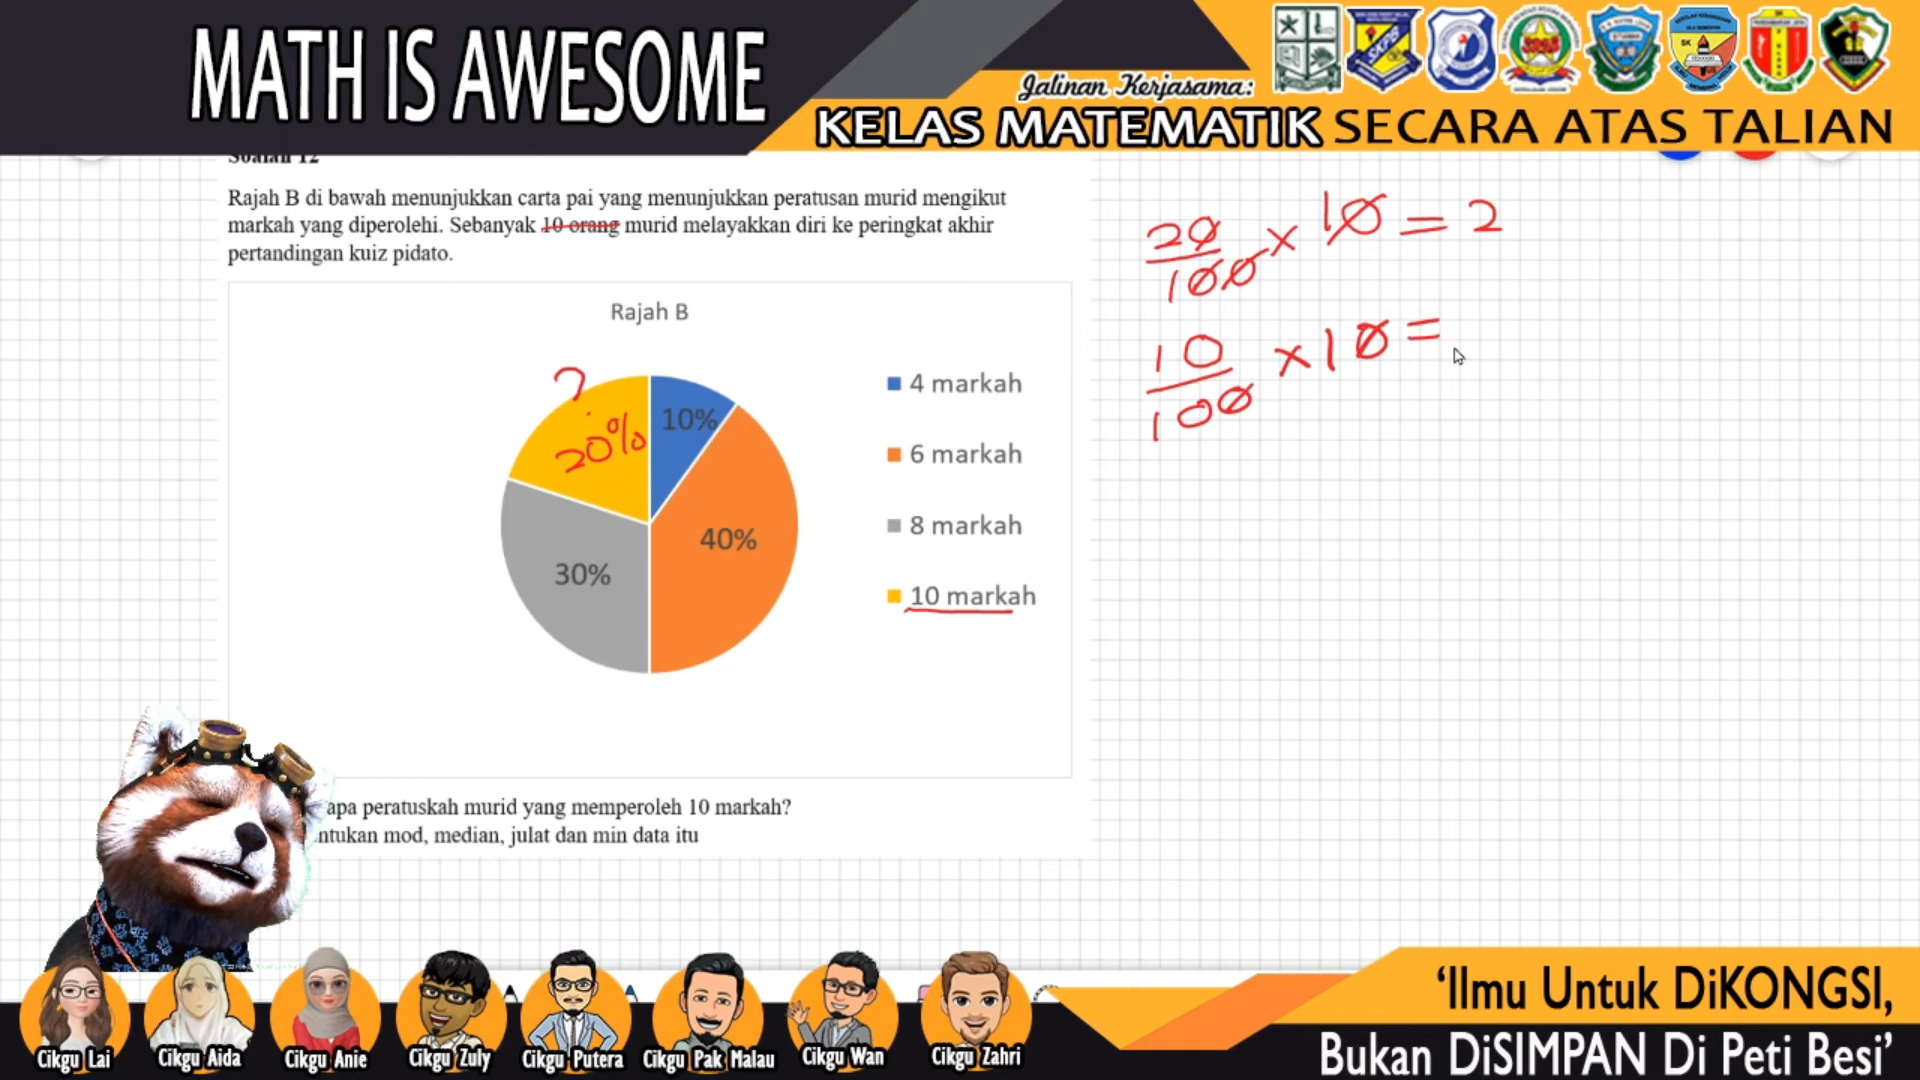 MATH IS AWESOME
Jalinan Kerjasama:
KELAS MATEMATIK SECARA ATAS TALIAN
Soalan 12
Rajah B di bawah menunjukkan carta pai yang menunjukkan peratusan murid mengikut
markah yang diperolehi. Sebanyak 10 orang murid melayakkan diri ke peringkat akhir
pertandingan kuiz pidato.
Rajah B
?
20%
10%
40%
30%
4 markah
6 markah
8 markah
10 markah
20/100 × 10 = 2
10/100 × 10 =
apa peratuskah murid yang memperoleh 10 markah?
ntukan mod, median, julat dan min data itu
Cikgu Lai
Cikgu Aida
Cikgu Anie
Cikgu Zuly
Cikgu Putera
Cikgu Pak Malau
Cikgu Wan
Cikgu Zahri
'Ilmu Untuk DiKONGSI,
Bukan DiSIMPAN Di Peti Besi'